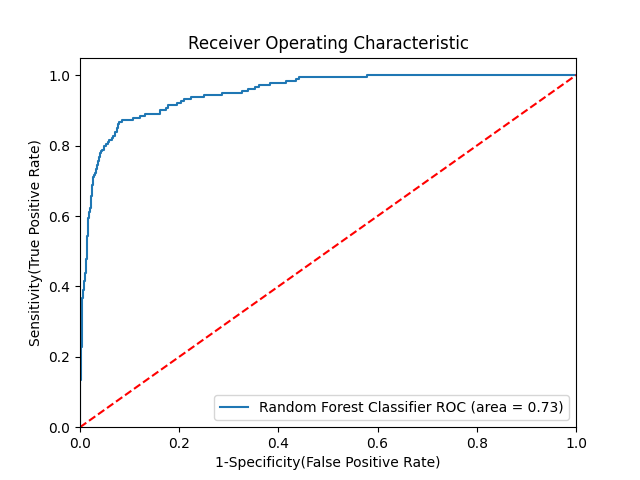 Receiver Operating Characteristic
Sensitivity(True Positive Rate)
1.0
0.8
0.6
0.4
0.2
0.0
Random Forest Classifier ROC (area = 0.73)
0.0 0.2 0.4 0.6 0.8 1.0
1-Specificity(False Positive Rate)